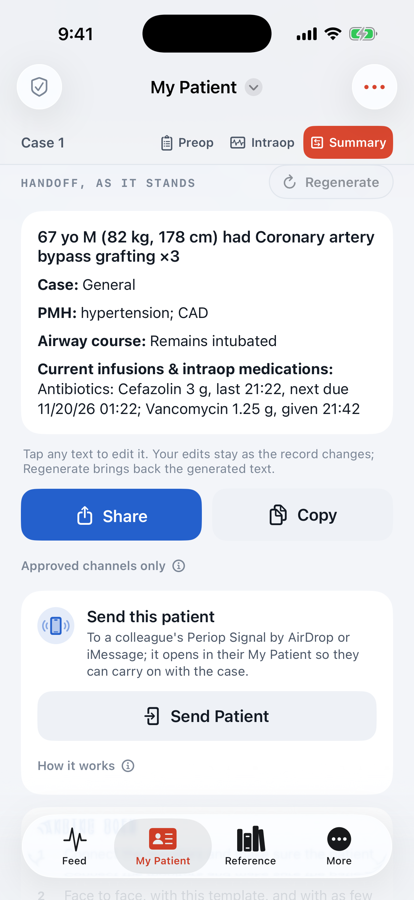 9:41
My Patient
Case 1
Preop
Intraop
Summary
HANDOFF, AS IT STANDS
Regenerate
67 yo M (82 kg, 178 cm) had Coronary artery
bypass grafting ×3
Case: General
PMH: hypertension; CAD
Airway course: Remains intubated
Current infusions & intraop medications:
Antibiotics: Cefazolin 3 g, last 21:22, next due
11/20/26 01:22; Vancomycin 1.25 g, given 21:42
Tap any text to edit it. Your edits stay as the record changes;
Regenerate brings back the generated text.
Share
Copy
Approved channels only
Send this patient
To a colleague's Periop Signal by AirDrop or
iMessage; it opens in their My Patient so they
can carry on with the case.
Send Patient
How it works
Feed
My Patient
Reference
More
2 Face to face, with this template, and with as few